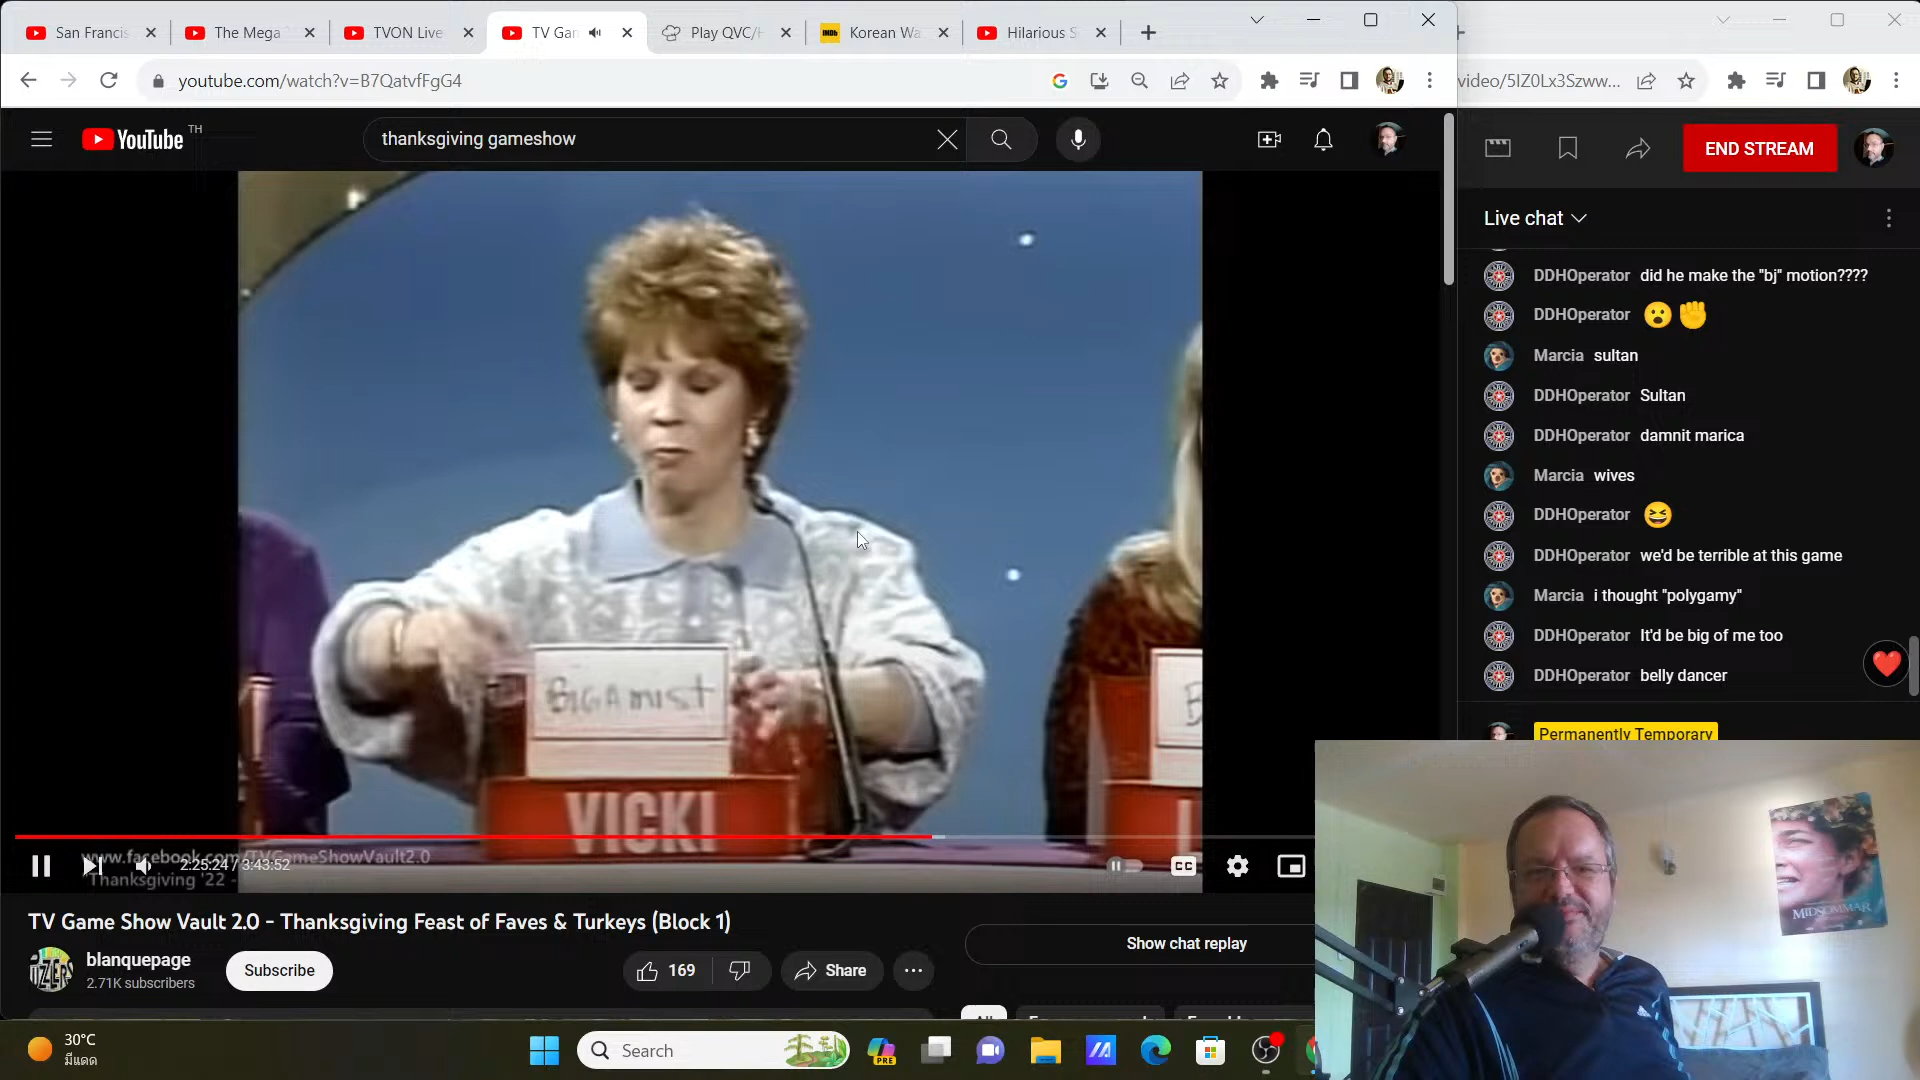 San Francis
The Mega
TVON Live
TV Gar
Play QVC/H
Korean Wa
Hilarious S
youtube.com/watch?v=B7QatvfFgG4
video/5IZ0Lx3Szww...
YouTube TH
thanksgiving gameshow
END STREAM
Live chat
DDHOperator did he make the "bj" motion????
DDHOperator 😮✊
Marcia sultan
DDHOperator Sultan
DDHOperator damnit marica
Marcia wives
DDHOperator 😆
DDHOperator we'd be terrible at this game
Marcia i thought "polygamy"
DDHOperator It'd be big of me too
DDHOperator belly dancer
Permanently Temporary
BIGAMIST
B
VICKI
www.facebook.com/TVGameShowVault2.0
2:25:24 / 3:43:52
Thanksgiving '22 -
CC
TV Game Show Vault 2.0 - Thanksgiving Feast of Faves & Turkeys (Block 1)
blanquepage
2.71K subscribers
Subscribe
169
Share
Show chat replay
MIDSOMMAR
30°C
มีแดด
Search
PRE